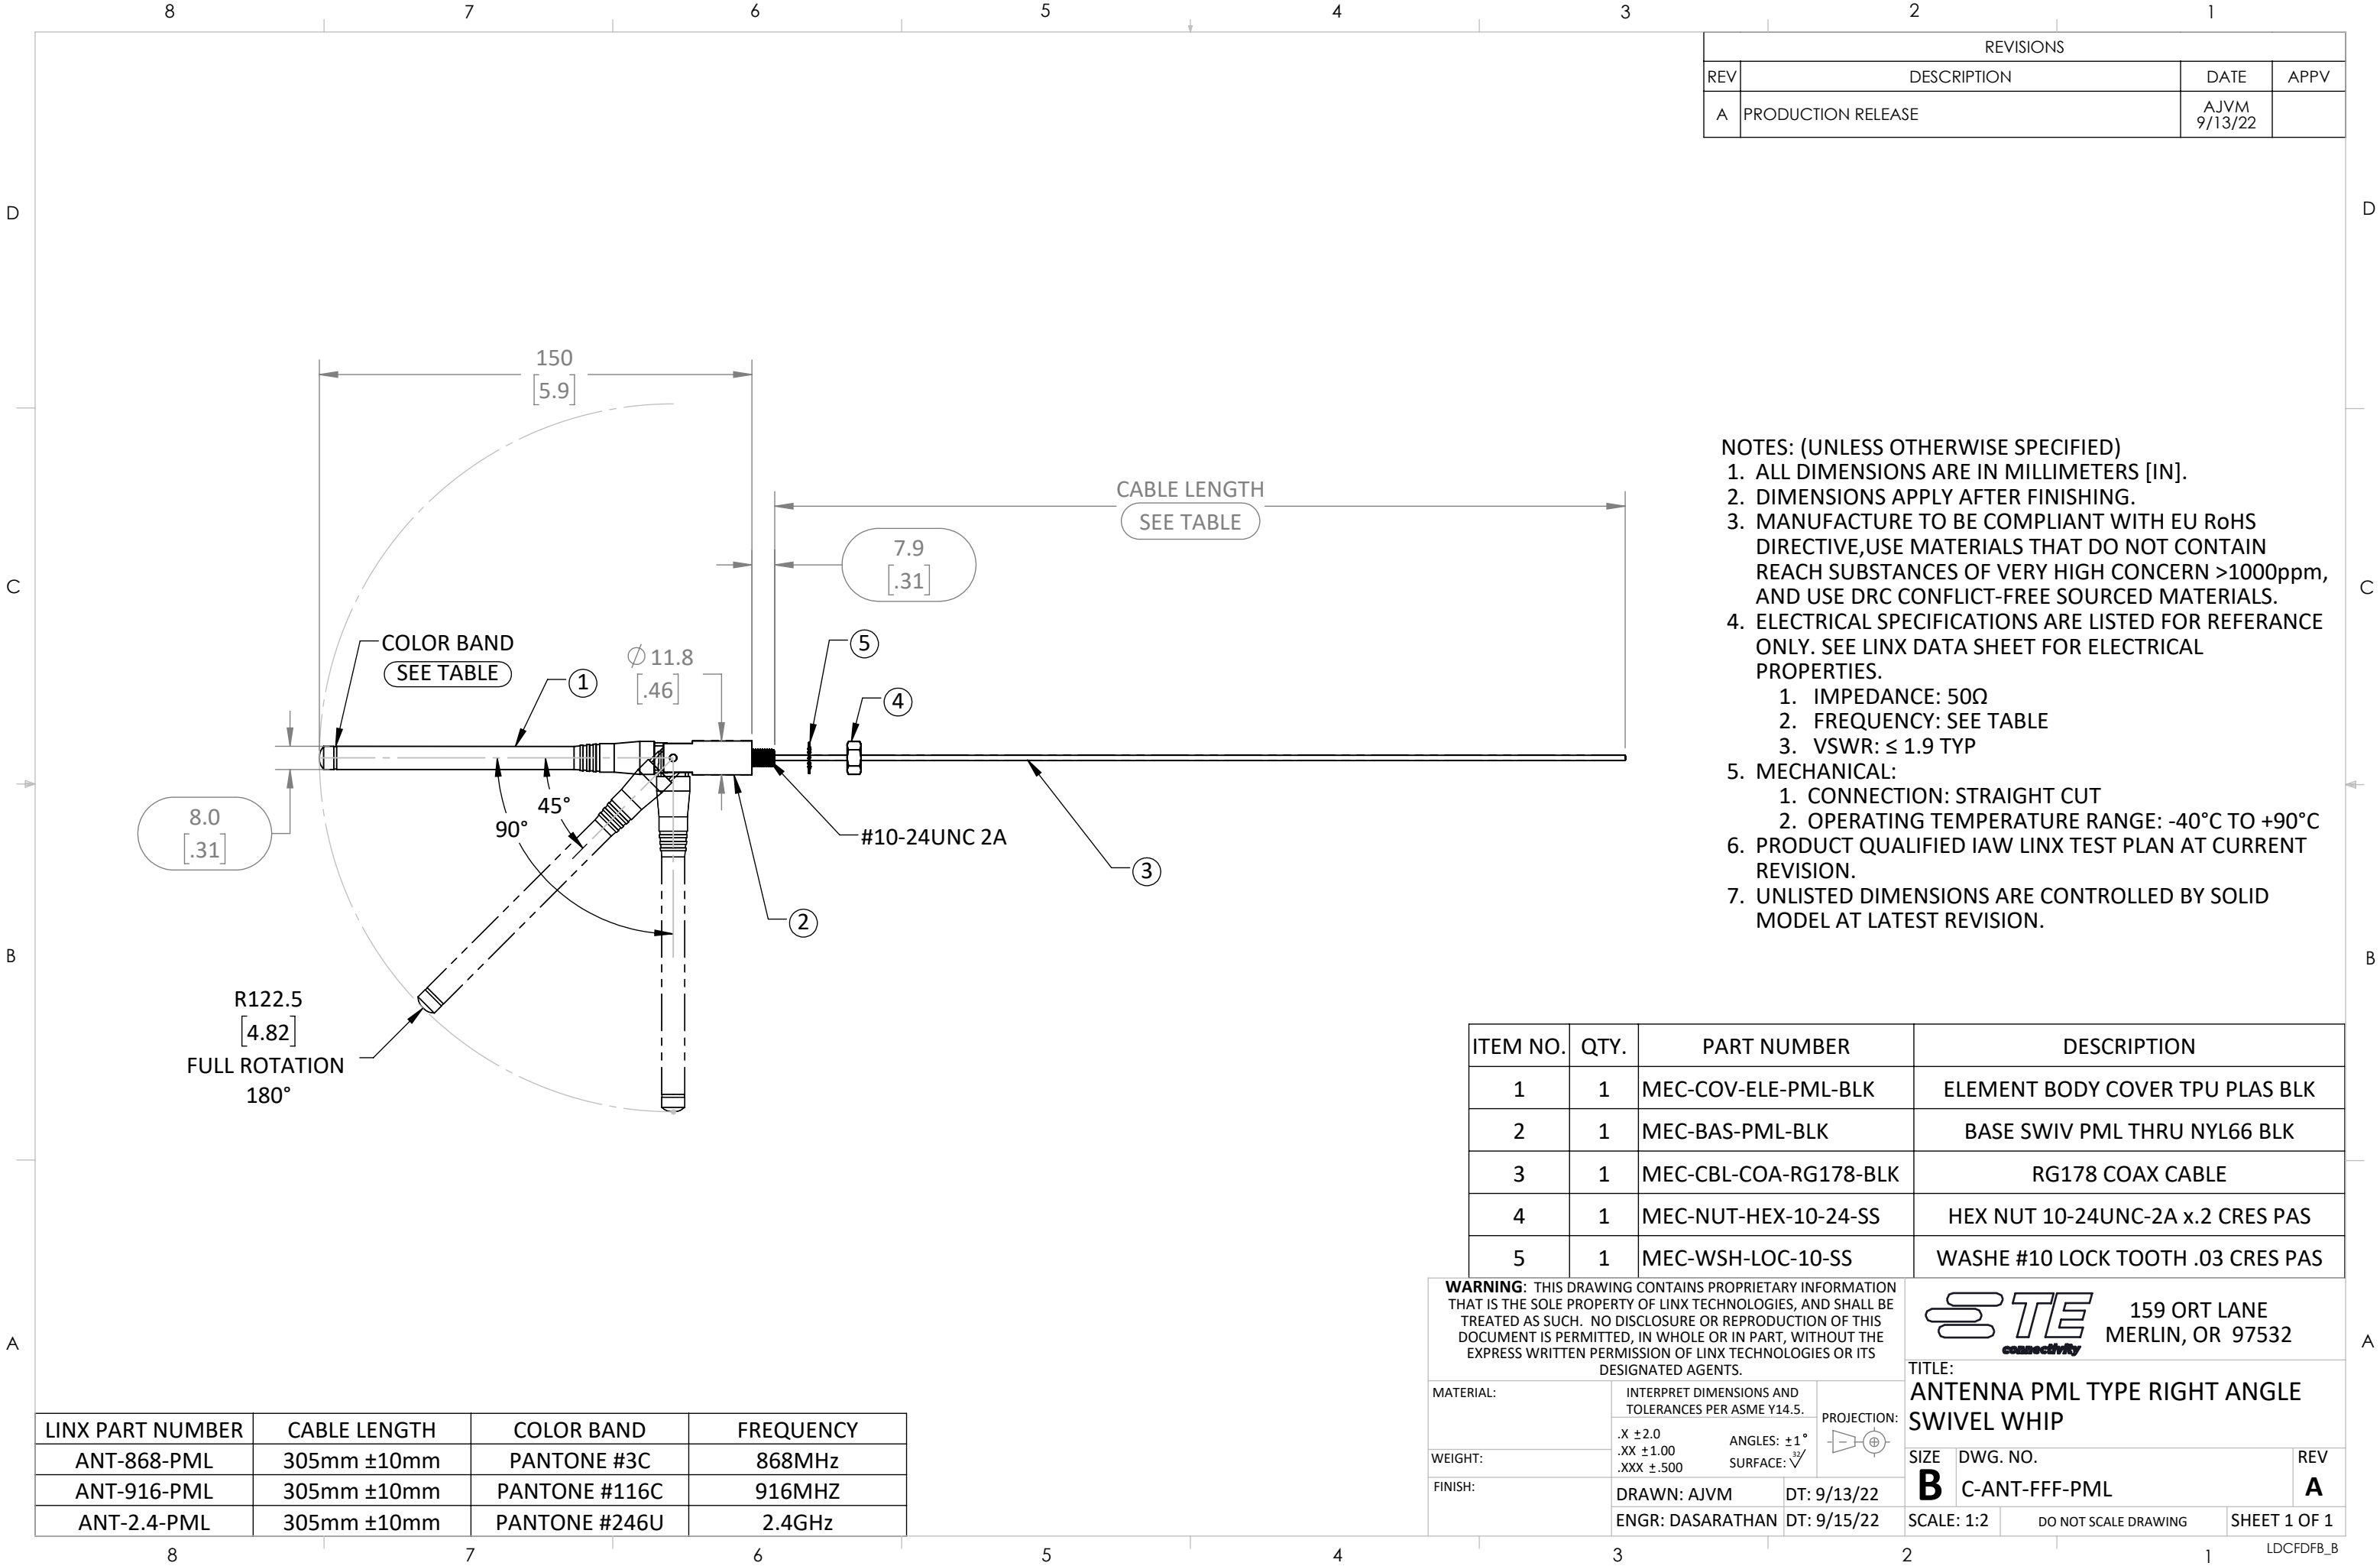 8 7 6 5 4 3 2 1
REVISIONS
REV DESCRIPTION DATE APPV
A PRODUCTION RELEASE AJVM 9/13/22
D D
C C
B B
A A
150
[5.9]
CABLE LENGTH
SEE TABLE
7.9
[.31]
COLOR BAND
SEE TABLE
1
Ø 11.8
[.46]
5
4
8.0
[.31]
45°
90°
#10-24UNC 2A
3
2
R122.5
[4.82]
FULL ROTATION
180°
NOTES: (UNLESS OTHERWISE SPECIFIED)
1. ALL DIMENSIONS ARE IN MILLIMETERS [IN].
2. DIMENSIONS APPLY AFTER FINISHING.
3. MANUFACTURE TO BE COMPLIANT WITH EU RoHS
DIRECTIVE,USE MATERIALS THAT DO NOT CONTAIN
REACH SUBSTANCES OF VERY HIGH CONCERN >1000ppm,
AND USE DRC CONFLICT-FREE SOURCED MATERIALS.
4. ELECTRICAL SPECIFICATIONS ARE LISTED FOR REFERANCE
ONLY. SEE LINX DATA SHEET FOR ELECTRICAL
PROPERTIES.
1. IMPEDANCE: 50Ω
2. FREQUENCY: SEE TABLE
3. VSWR: ≤ 1.9 TYP
5. MECHANICAL:
1. CONNECTION: STRAIGHT CUT
2. OPERATING TEMPERATURE RANGE: -40°C TO +90°C
6. PRODUCT QUALIFIED IAW LINX TEST PLAN AT CURRENT
REVISION.
7. UNLISTED DIMENSIONS ARE CONTROLLED BY SOLID
MODEL AT LATEST REVISION.
ITEM NO. QTY. PART NUMBER DESCRIPTION
1 1 MEC-COV-ELE-PML-BLK ELEMENT BODY COVER TPU PLAS BLK
2 1 MEC-BAS-PML-BLK BASE SWIV PML THRU NYL66 BLK
3 1 MEC-CBL-COA-RG178-BLK RG178 COAX CABLE
4 1 MEC-NUT-HEX-10-24-SS HEX NUT 10-24UNC-2A x.2 CRES PAS
5 1 MEC-WSH-LOC-10-SS WASHE #10 LOCK TOOTH .03 CRES PAS
WARNING: THIS DRAWING CONTAINS PROPRIETARY INFORMATION
THAT IS THE SOLE PROPERTY OF LINX TECHNOLOGIES, AND SHALL BE
TREATED AS SUCH. NO DISCLOSURE OR REPRODUCTION OF THIS
DOCUMENT IS PERMITTED, IN WHOLE OR IN PART, WITHOUT THE
EXPRESS WRITTEN PERMISSION OF LINX TECHNOLOGIES OR ITS
DESIGNATED AGENTS.
TE
connectivity
159 ORT LANE
MERLIN, OR 97532
TITLE:
ANTENNA PML TYPE RIGHT ANGLE
SWIVEL WHIP
MATERIAL:
WEIGHT:
FINISH:
INTERPRET DIMENSIONS AND
TOLERANCES PER ASME Y14.5.
.X ±2.0
.XX ±1.00
.XXX ±.500
ANGLES: ±1°
SURFACE: 32
PROJECTION:
DRAWN: AJVM DT: 9/13/22
ENGR: DASARATHAN DT: 9/15/22
SIZE DWG. NO. REV
B C-ANT-FFF-PML A
SCALE: 1:2 DO NOT SCALE DRAWING SHEET 1 OF 1
LINX PART NUMBER CABLE LENGTH COLOR BAND FREQUENCY
ANT-868-PML 305mm ±10mm PANTONE #3C 868MHz
ANT-916-PML 305mm ±10mm PANTONE #116C 916MHZ
ANT-2.4-PML 305mm ±10mm PANTONE #246U 2.4GHz
8 7 6 5 4 3 2 1
LDCFDFB_B